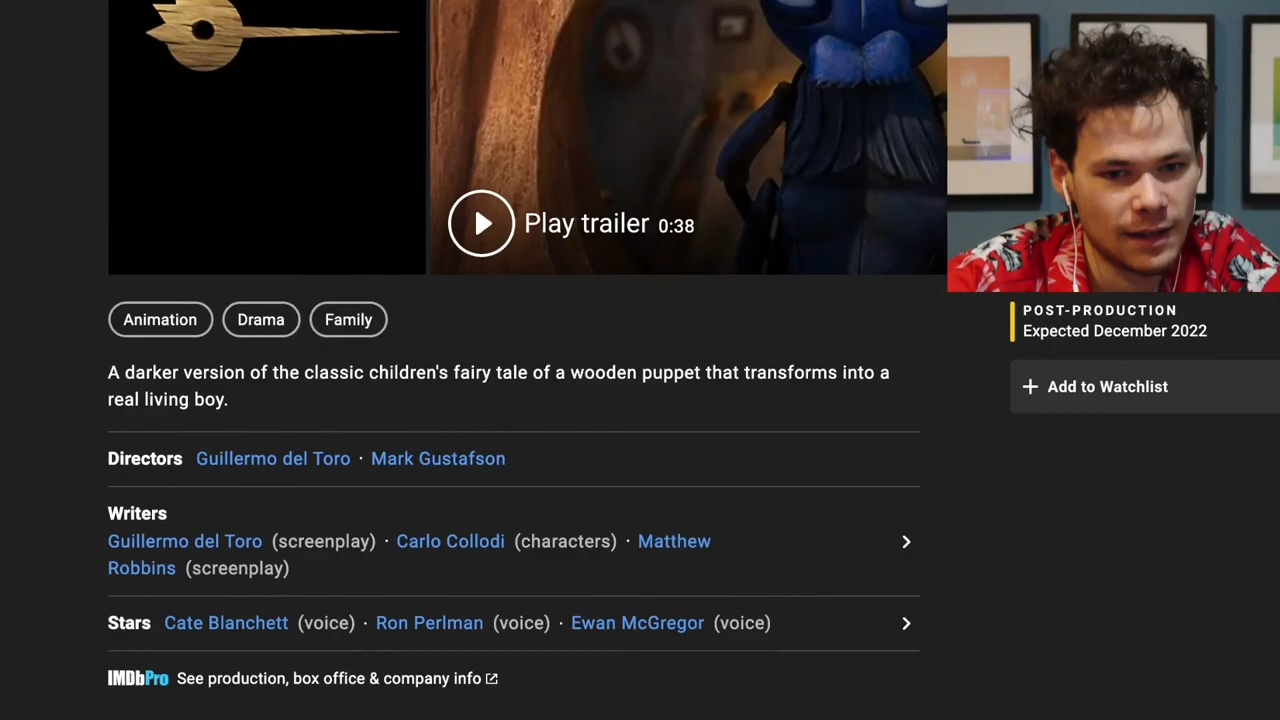 Play trailer 0:38
POST-PRODUCTION
Expected December 2022
Animation Drama Family
+ Add to Watchlist
A darker version of the classic children's fairy tale of a wooden puppet that transforms into a
real living boy.
Directors Guillermo del Toro · Mark Gustafson
Writers
Guillermo del Toro (screenplay) · Carlo Collodi (characters) · Matthew
Robbins (screenplay)
Stars Cate Blanchett (voice) · Ron Perlman (voice) · Ewan McGregor (voice)
IMDbPro See production, box office & company info